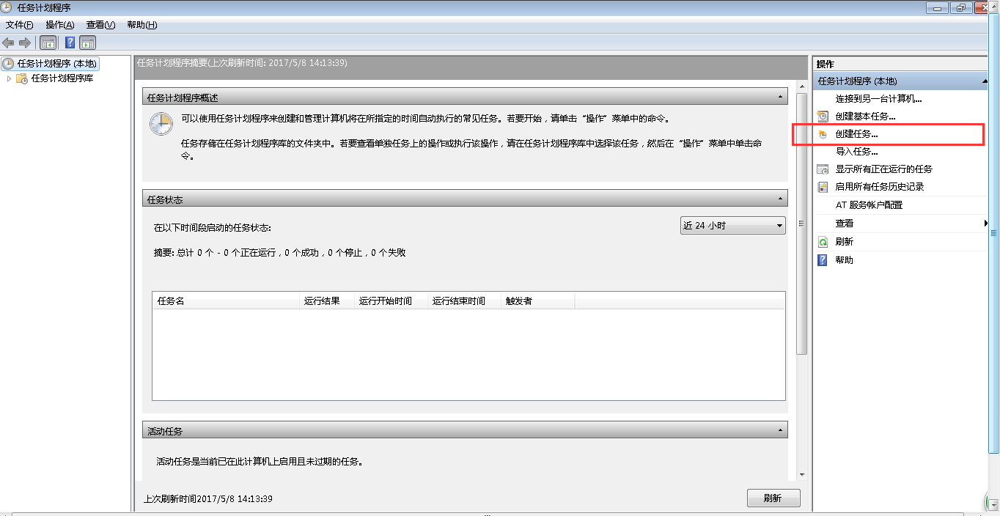 任务计划程序
文件(F) 操作(A) 查看(V) 帮助(H)
任务计划程序 (本地)
任务计划程序库
任务计划程序摘要(上次刷新时间: 2017/5/8 14:13:39)
任务计划程序概述
可以使用任务计划程序来创建和管理计算机将在所指定的时间自动执行的常见任务。若要开始，请单击“操作”菜单中的命令。
任务存储在任务计划程序库的文件夹中。若要查看单独任务上的操作或执行该操作，请在任务计划程序库中选择该任务，然后在“操作”菜单中单击命
令。
任务状态
在以下时间段启动的任务状态:
近 24 小时
摘要: 总计 0 个 - 0 个正在运行，0 个成功，0 个停止，0 个失败
任务名 运行结果 运行开始时间 运行结束时间 触发者
活动任务
活动任务是当前已在此计算机上启用且未过期的任务。
上次刷新时间2017/5/8 14:13:39
刷新
操作
任务计划程序 (本地)
连接到另一台计算机...
创建基本任务...
创建任务...
导入任务...
显示所有正在运行的任务
启用所有任务历史记录
AT 服务帐户配置
查看
刷新
帮助